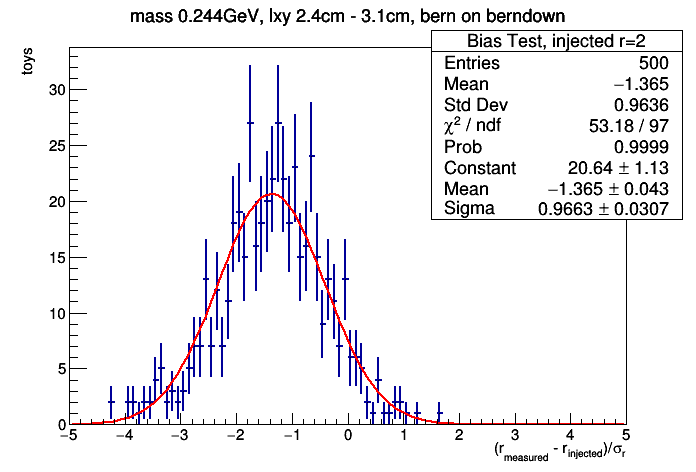 mass 0.244GeV, lxy 2.4cm - 3.1cm, bern on berndown
toys
Bias Test, injected r=2
Entries 500
Mean −1.365
Std Dev 0.9636
χ² / ndf 53.18 / 97
Prob 0.9999
Constant 20.64 ± 1.13
Mean −1.365 ± 0.043
Sigma 0.9663 ± 0.0307
30
25
20
15
10
5
0
−5 −4 −3 −2 −1 0 1 2 3 4 5
(r_measured - r_injected)/σ_r